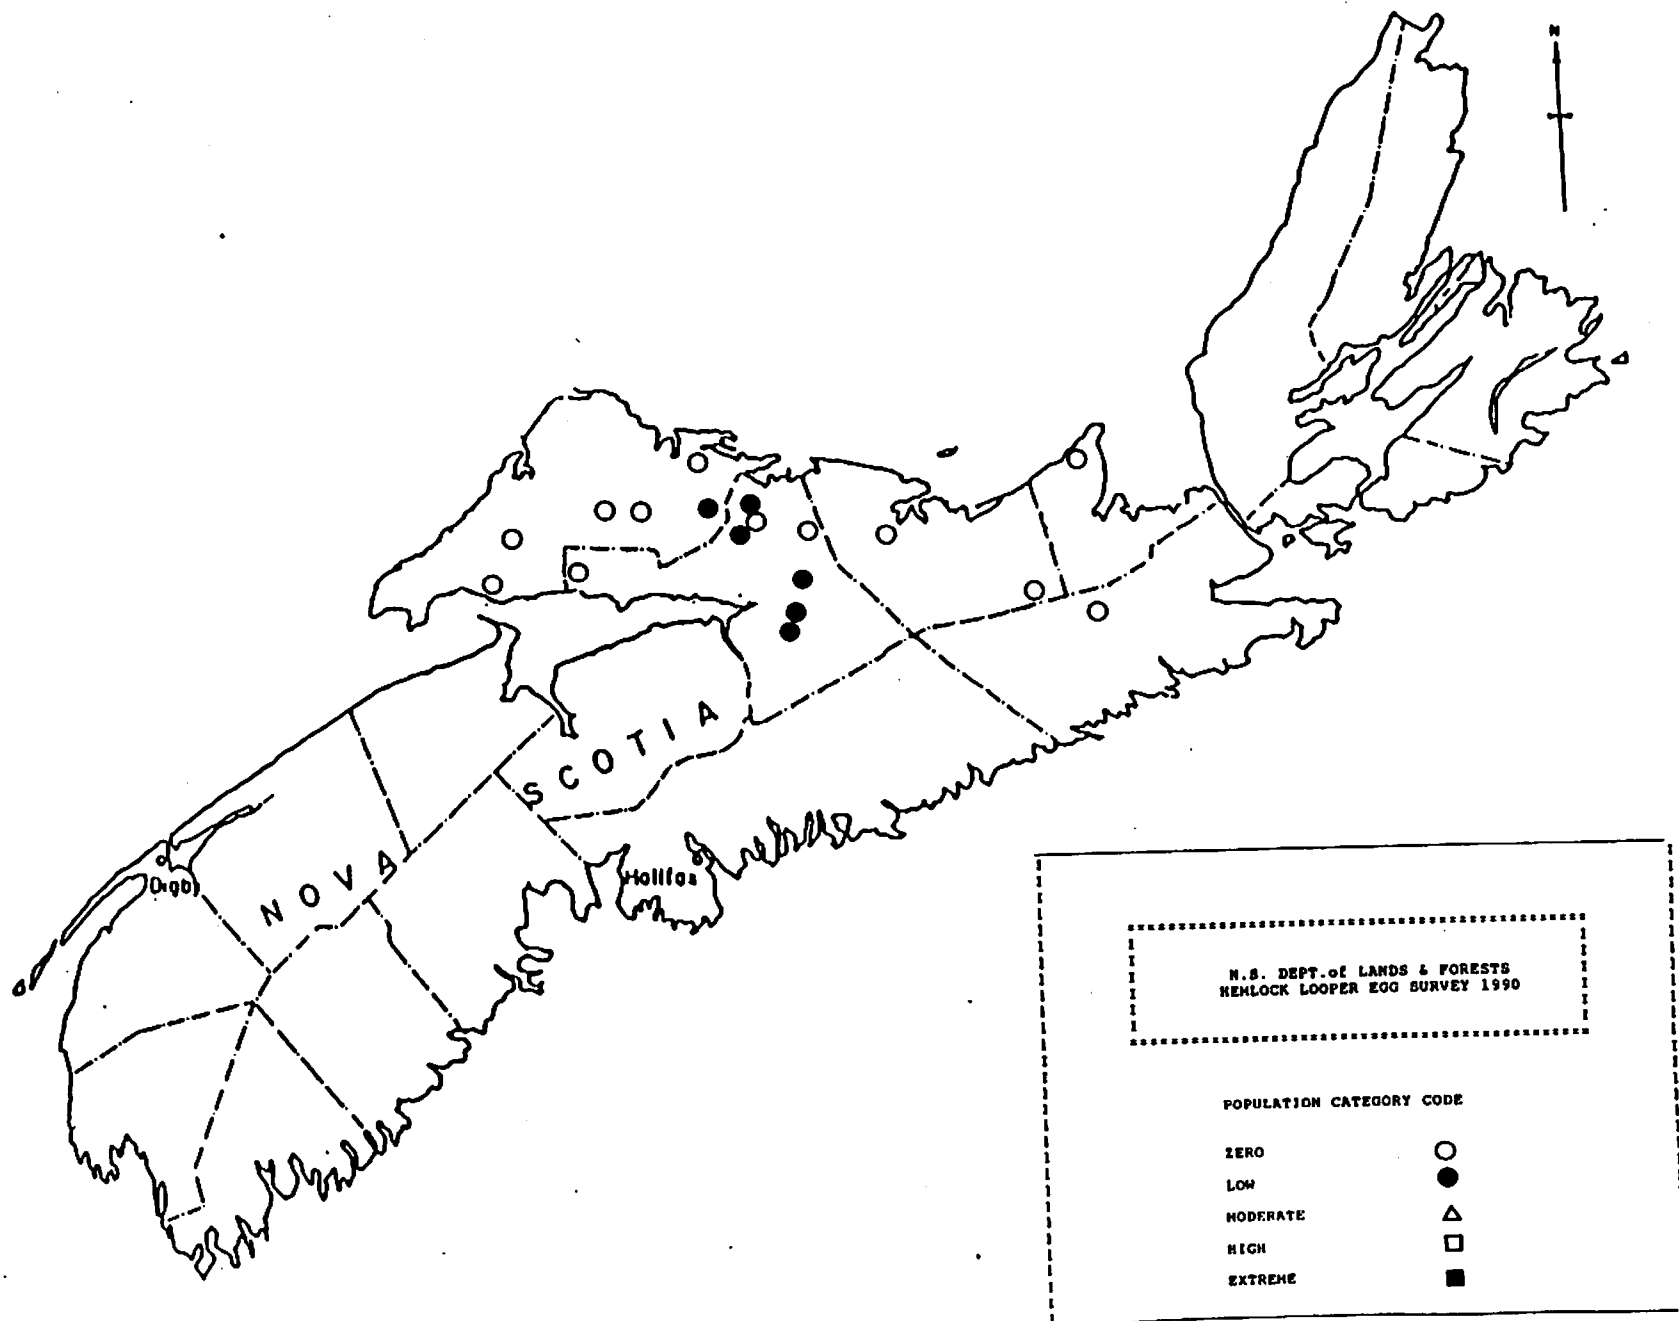 N
NOVA SCOTIA
Digby
Halifax
N.S. DEPT.of LANDS & FORESTS
HEMLOCK LOOPER EGG SURVEY 1990
POPULATION CATEGORY CODE
ZERO
LOW
MODERATE
HIGH
EXTREME